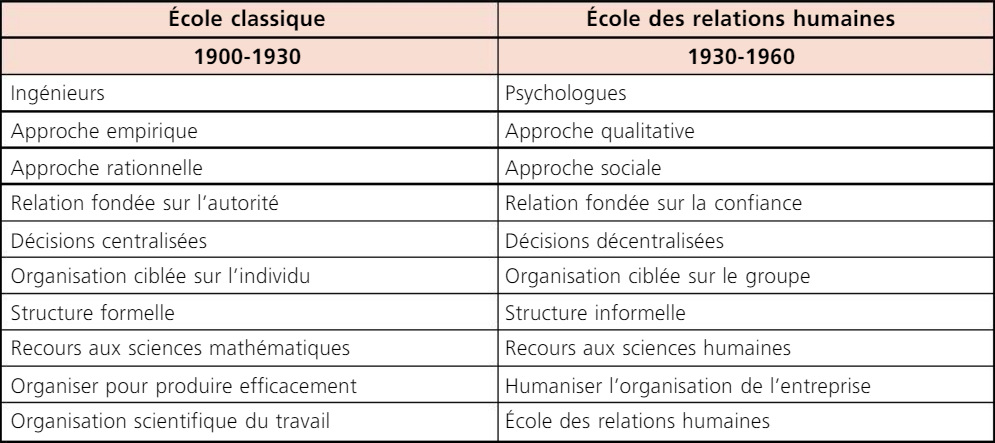 École classique École des relations humaines
1900-1930 1930-1960
Ingénieurs Psychologues
Approche empirique Approche qualitative
Approche rationnelle Approche sociale
Relation fondée sur l'autorité Relation fondée sur la confiance
Décisions centralisées Décisions décentralisées
Organisation ciblée sur l'individu Organisation ciblée sur le groupe
Structure formelle Structure informelle
Recours aux sciences mathématiques Recours aux sciences humaines
Organiser pour produire efficacement Humaniser l'organisation de l'entreprise
Organisation scientifique du travail École des relations humaines